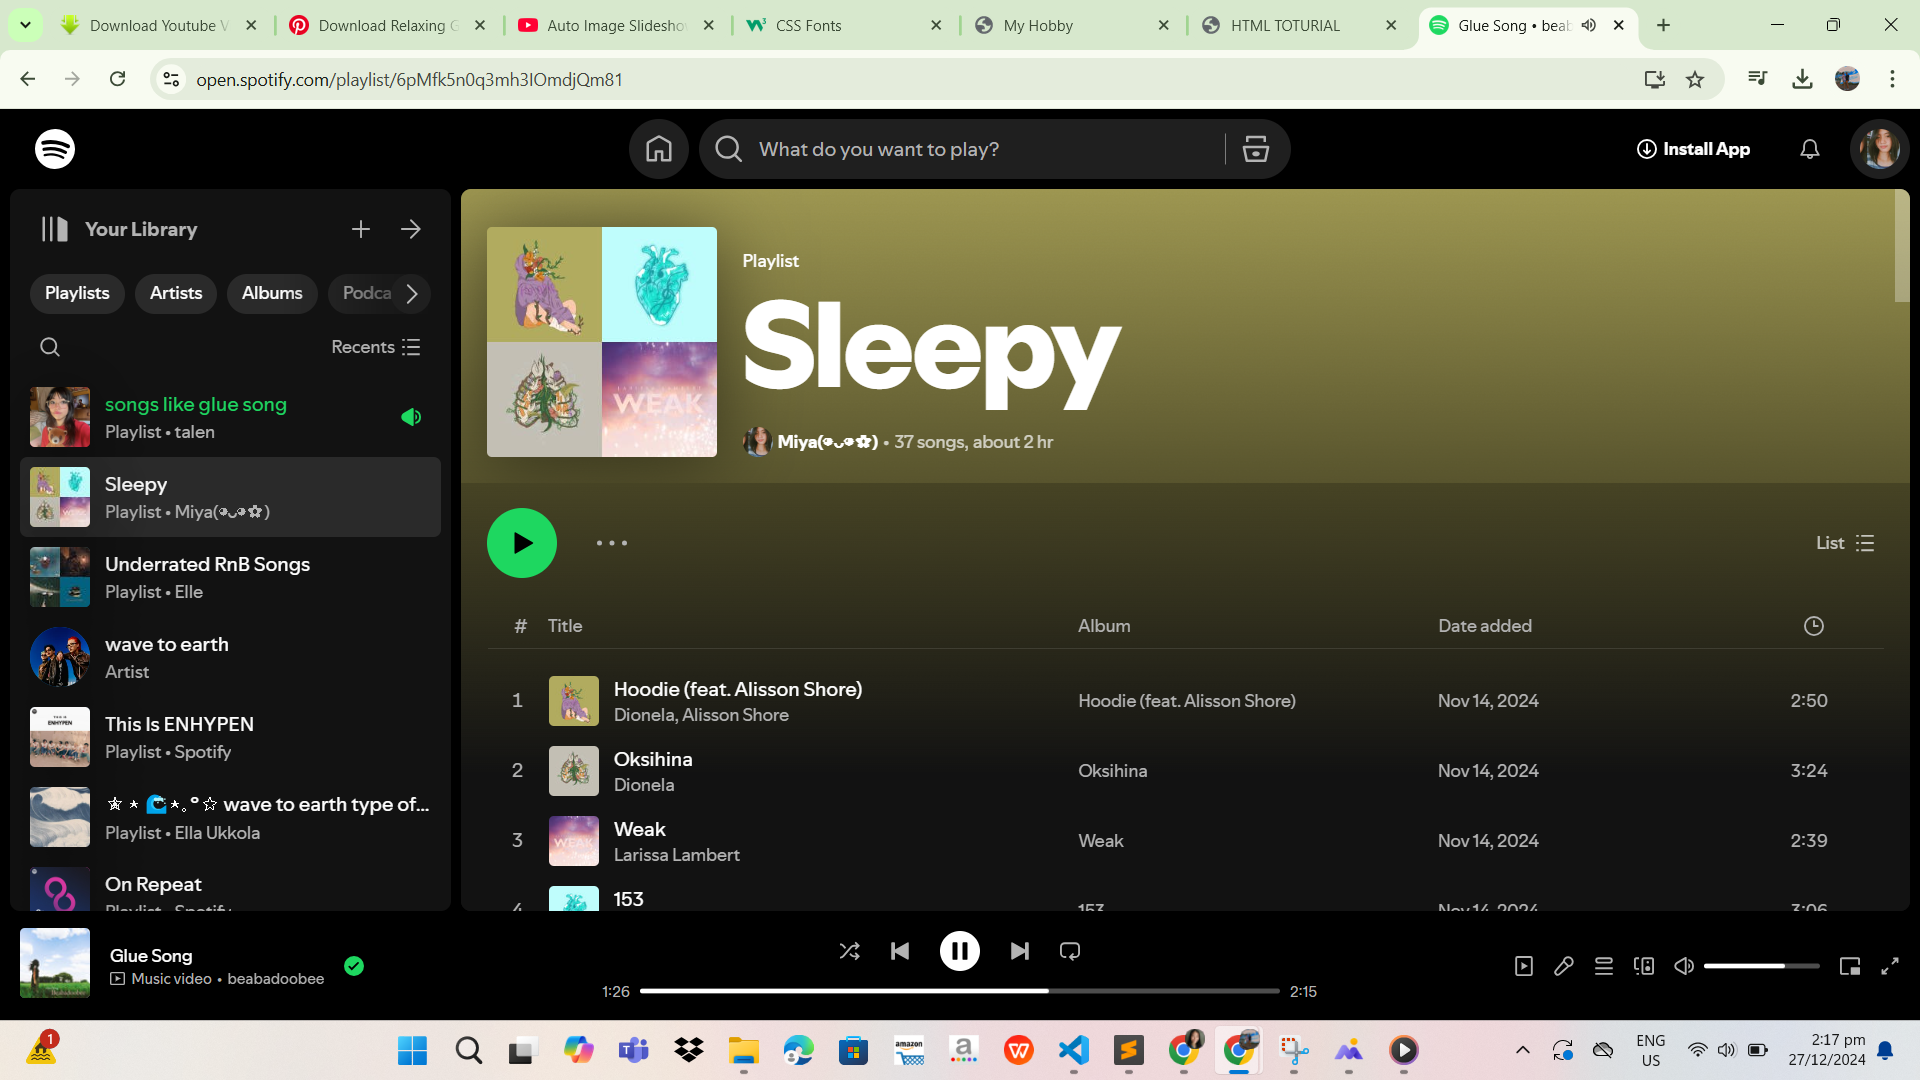 Download Youtube V
Download Relaxing G
Auto Image Slidesho
CSS Fonts
My Hobby
HTML TOTURIAL
Glue Song • beab
open.spotify.com/playlist/6pMfk5n0q3mh3IOmdjQm81
What do you want to play?
Install App
Your Library
Playlists
Artists
Albums
Podca
Recents
songs like glue song
Playlist • talen
Sleepy
Playlist • Miya(◕ᴗ◕✿)
Underrated RnB Songs
Playlist • Elle
wave to earth
Artist
This Is ENHYPEN
Playlist • Spotify
✮ ⋆ 🌊⋆｡°✩ wave to earth type of...
Playlist • Ella Ukkola
On Repeat
Playlist • Spotify
Playlist
Sleepy
Miya(◕ᴗ◕✿) • 37 songs, about 2 hr
WEAK
List
# Title Album Date added
1 Hoodie (feat. Alisson Shore) Hoodie (feat. Alisson Shore) Nov 14, 2024 2:50
Dionela, Alisson Shore
2 Oksihina Oksihina Nov 14, 2024 3:24
Dionela
3 Weak Weak Nov 14, 2024 2:39
Larissa Lambert
4 153 153 Nov 14, 2024 3:06
Glue Song
Music video • beabadoobee
1:26
2:15
1
amazon
a
ENG
US
2:17 pm
27/12/2024